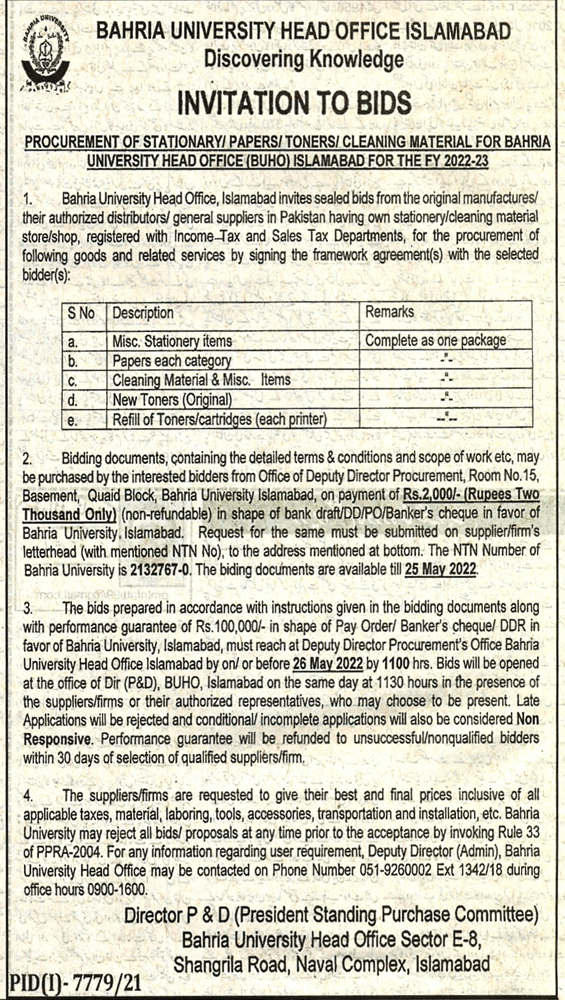 BAHRIA UNIVERSITY
BAHRIA UNIVERSITY HEAD OFFICE ISLAMABAD
Discovering Knowledge
INVITATION TO BIDS
PROCUREMENT OF STATIONARY/ PAPERS/ TONERS/ CLEANING MATERIAL FOR BAHRIA
UNIVERSITY HEAD OFFICE (BUHO) ISLAMABAD FOR THE FY 2022-23
1. Bahria University Head Office, Islamabad invites sealed bids from the original manufactures/
their authorized distributors/ general suppliers in Pakistan having own stationery/cleaning material
store/shop, registered with Income-Tax and Sales Tax Departments, for the procurement of
following goods and related services by signing the framework agreement(s) with the selected
bidder(s):
S No Description Remarks
a. Misc. Stationery items Complete as one package
b. Papers each category -"-
c. Cleaning Material & Misc. Items -"-
d. New Toners (Original) -"-
e. Refill of Toners/cartridges (each printer) --"--
2. Bidding documents, containing the detailed terms & conditions and scope of work etc, may
be purchased by the interested bidders from Office of Deputy Director Procurement, Room No.15,
Basement, Quaid Block, Bahria University Islamabad, on payment of Rs.2,000/- (Rupees Two
Thousand Only) (non-refundable) in shape of bank draft/DD/PO/Banker's cheque in favor of
Bahria University, Islamabad. Request for the same must be submitted on supplier/firm's
letterhead (with mentioned NTN No), to the address mentioned at bottom. The NTN Number of
Bahria University is 2132767-0. The biding documents are available till 25 May 2022.
3. The bids prepared in accordance with instructions given in the bidding documents along
with performance guarantee of Rs.100,000/- in shape of Pay Order/ Banker's cheque/ DDR in
favor of Bahria University, Islamabad, must reach at Deputy Director Procurement's Office Bahria
University Head Office Islamabad by on/ or before 26 May 2022 by 1100 hrs. Bids will be opened
at the office of Dir (P&D), BUHO, Islamabad on the same day at 1130 hours in the presence of
the suppliers/firms or their authorized representatives, who may choose to be present. Late
Applications will be rejected and conditional/ incomplete applications will also be considered Non
Responsive. Performance guarantee will be refunded to unsuccessful/nonqualified bidders
within 30 days of selection of qualified suppliers/firm.
4. The suppliers/firms are requested to give their best and final prices inclusive of all
applicable taxes, material, laboring, tools, accessories, transportation and installation, etc. Bahria
University may reject all bids/ proposals at any time prior to the acceptance by invoking Rule 33
of PPRA-2004. For any information regarding user requirement, Deputy Director (Admin), Bahria
University Head Office may be contacted on Phone Number 051-9260002 Ext 1342/18 during
office hours 0900-1600.
Director P & D (President Standing Purchase Committee)
Bahria University Head Office Sector E-8,
Shangrila Road, Naval Complex, Islamabad
PID(I)- 7779/21